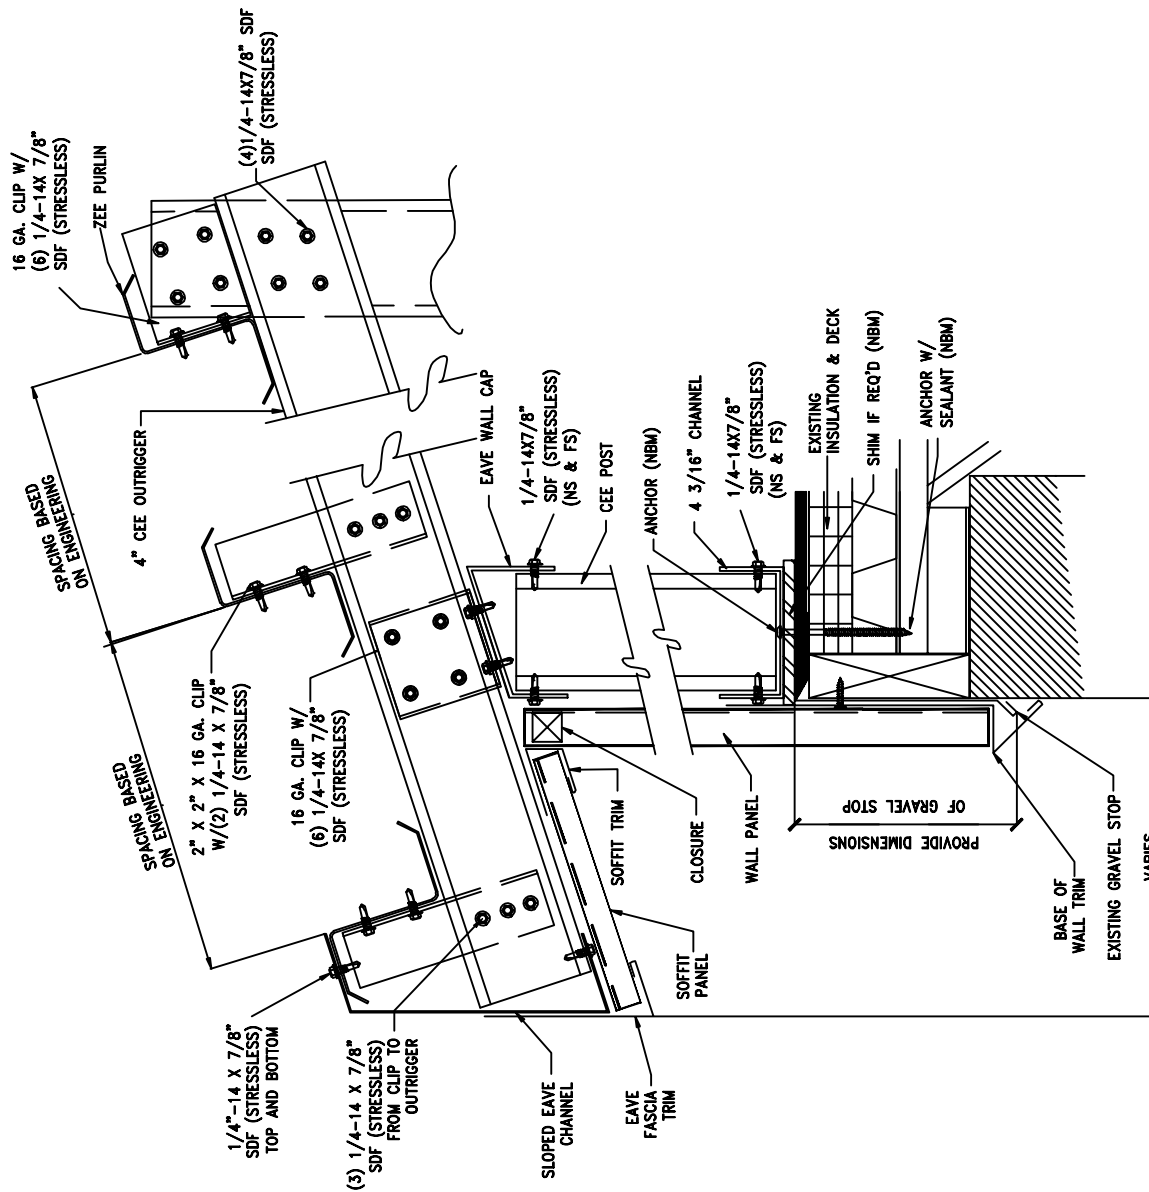 16 GA. CLIP W/
(6) 1/4-14X 7/8"
SDF (STRESSLESS)
ZEE PURLIN
(4)1/4-14X7/8" SDF
SDF (STRESSLESS)
SPACING BASED
ON ENGINEERING
4" CEE OUTRIGGER
SPACING BASED
ON ENGINEERING
2" X 2" X 16 GA. CLIP
W/(2) 1/4-14 X 7/8"
SDF (STRESSLESS)
16 GA. CLIP W/
(6) 1/4-14X 7/8"
SDF (STRESSLESS)
1/4"-14 X 7/8"
SDF (STRESSLESS)
TOP AND BOTTOM
(3) 1/4-14 X 7/8"
SDF (STRESSLESS)
FROM CLIP TO
OUTRIGGER
SLOPED EAVE
CHANNEL
EAVE
FASCIA
TRIM
SOFFIT
PANEL
SOFFIT TRIM
CLOSURE
WALL PANEL
EAVE WALL CAP
1/4-14X7/8"
SDF (STRESSLESS)
(NS & FS)
CEE POST
ANCHOR (NBM)
4 3/16" CHANNEL
1/4-14X7/8"
SDF (STRESSLESS)
(NS & FS)
EXISTING
INSULATION & DECK
SHIM IF REQ'D (NBM)
ANCHOR W/
SEALANT (NBM)
PROVIDE DIMENSIONS
OF GRAVEL STOP
BASE OF
WALL TRIM
EXISTING GRAVEL STOP
VARIES